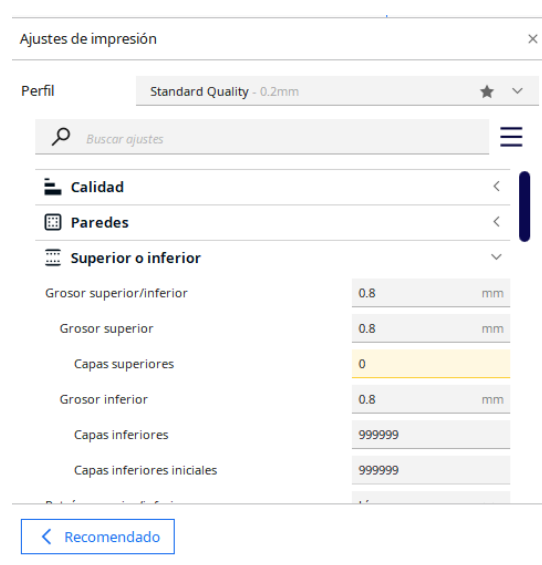 Ajustes de impresión
Perfil Standard Quality - 0.2mm
Buscar ajustes
Calidad
Paredes
Superior o inferior
Grosor superior/inferior 0.8 mm
Grosor superior 0.8 mm
Capas superiores 0
Grosor inferior 0.8 mm
Capas inferiores 999999
Capas inferiores iniciales 999999
Recomendado